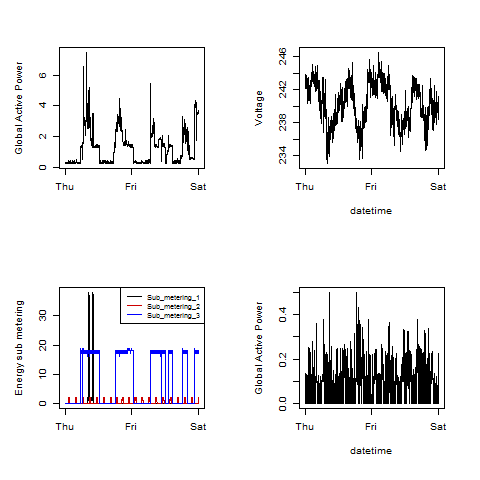 Global Active Power
6
4
2
0
Thu
Fri
Sat
Voltage
246
242
238
234
Thu
Fri
Sat
datetime
Energy sub metering
30
20
10
0
Sub_metering_1
Sub_metering_2
Sub_metering_3
Thu
Fri
Sat
Global Active Power
0.4
0.2
0.0
Thu
Fri
Sat
datetime